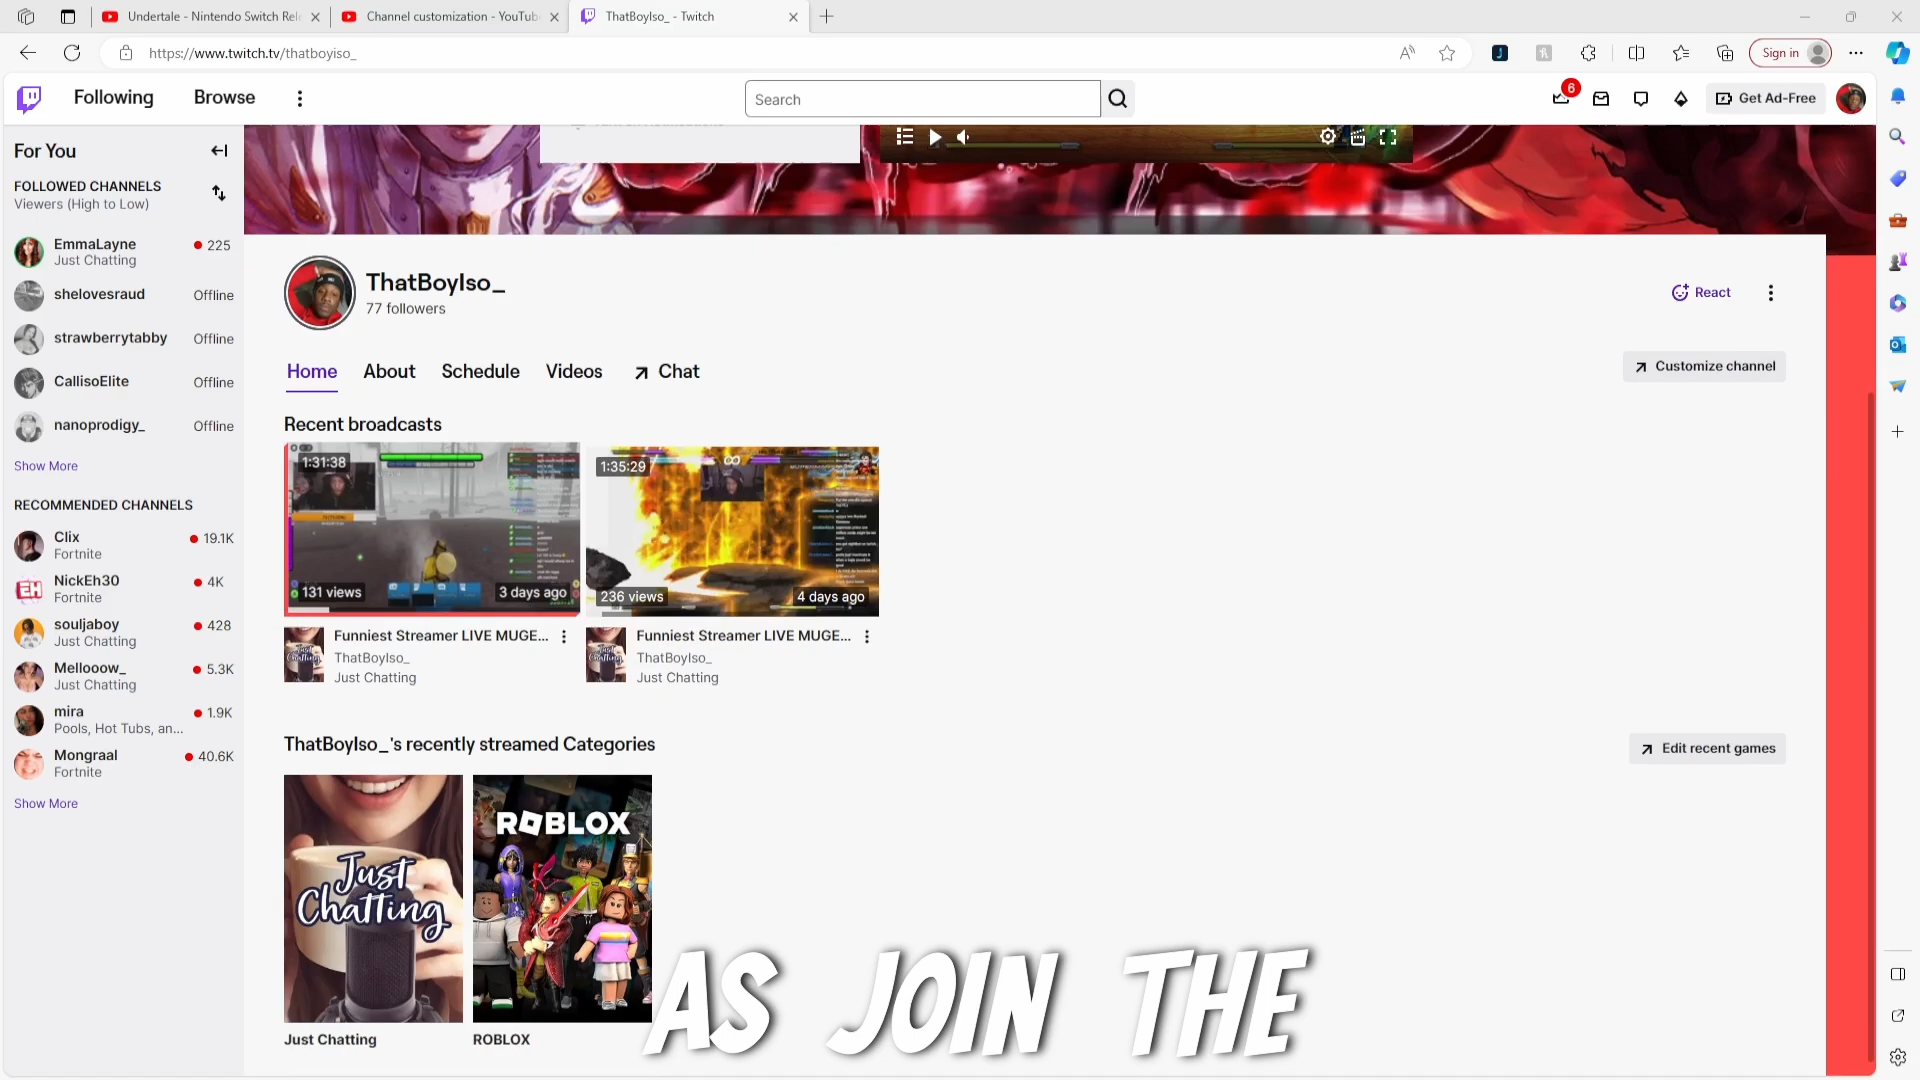 Undertale - Nintendo Switch Rele
Channel customization - YouTub
ThatBoyIso_ - Twitch
https://www.twitch.tv/thatboyiso_
Sign in
Following
Browse
Search
6
Get Ad-Free
For You
FOLLOWED CHANNELS
Viewers (High to Low)
EmmaLayne
225
Just Chatting
shelovesraud
Offline
strawberrytabby
Offline
CallisoElite
Offline
nanoprodigy_
Offline
Show More
RECOMMENDED CHANNELS
Clix
19.1K
Fortnite
NickEh30
4K
Fortnite
souljaboy
428
Just Chatting
Mellooow_
5.3K
Just Chatting
mira
1.9K
Pools, Hot Tubs, an...
Mongraal
40.6K
Fortnite
Show More
ThatBoyIso_
77 followers
React
Home
About
Schedule
Videos
Chat
Customize channel
Recent broadcasts
1:31:38
131 views
3 days ago
Funniest Streamer LIVE MUGE...
ThatBoyIso_
Just Chatting
1:35:29
236 views
4 days ago
Funniest Streamer LIVE MUGE...
ThatBoyIso_
Just Chatting
ThatBoyIso_'s recently streamed Categories
Edit recent games
Just
Chatting
Just Chatting
ROBLOX
ROBLOX
AS JOIN THE